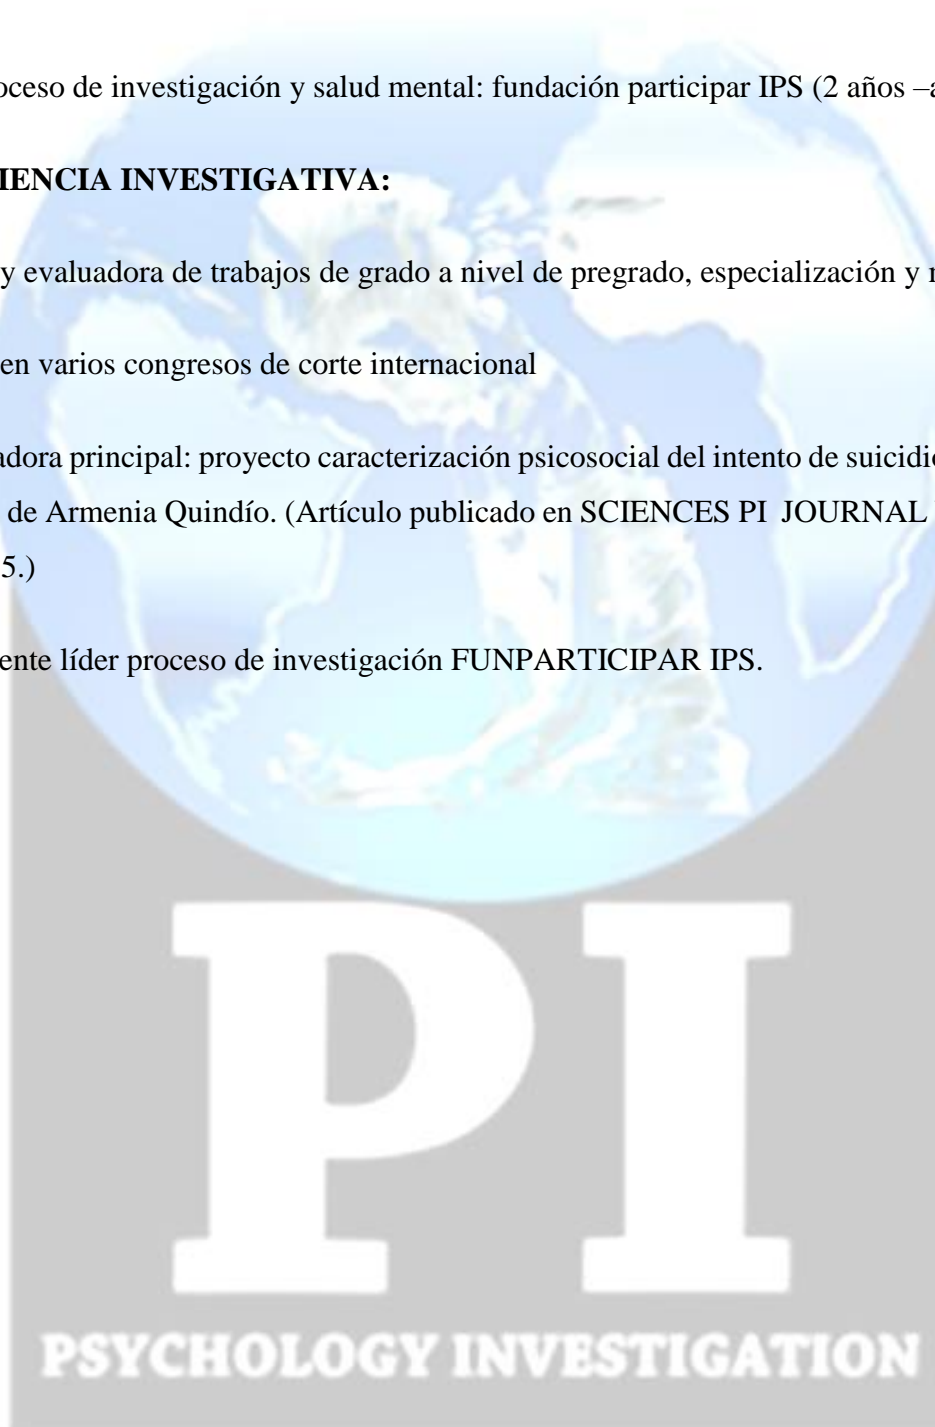 oceso de investigación y salud mental: fundación participar IPS (2 años –a
IENCIA INVESTIGATIVA:
y evaluadora de trabajos de grado a nivel de pregrado, especialización y
en varios congresos de corte internacional
adora principal: proyecto caracterización psicosocial del intento de suicidio
de Armenia Quindío. (Artículo publicado en SCIENCES PI JOURNAL
5.)
ente líder proceso de investigación FUNPARTICIPAR IPS.
PI
PSYCHOLOGY INVESTIGATION